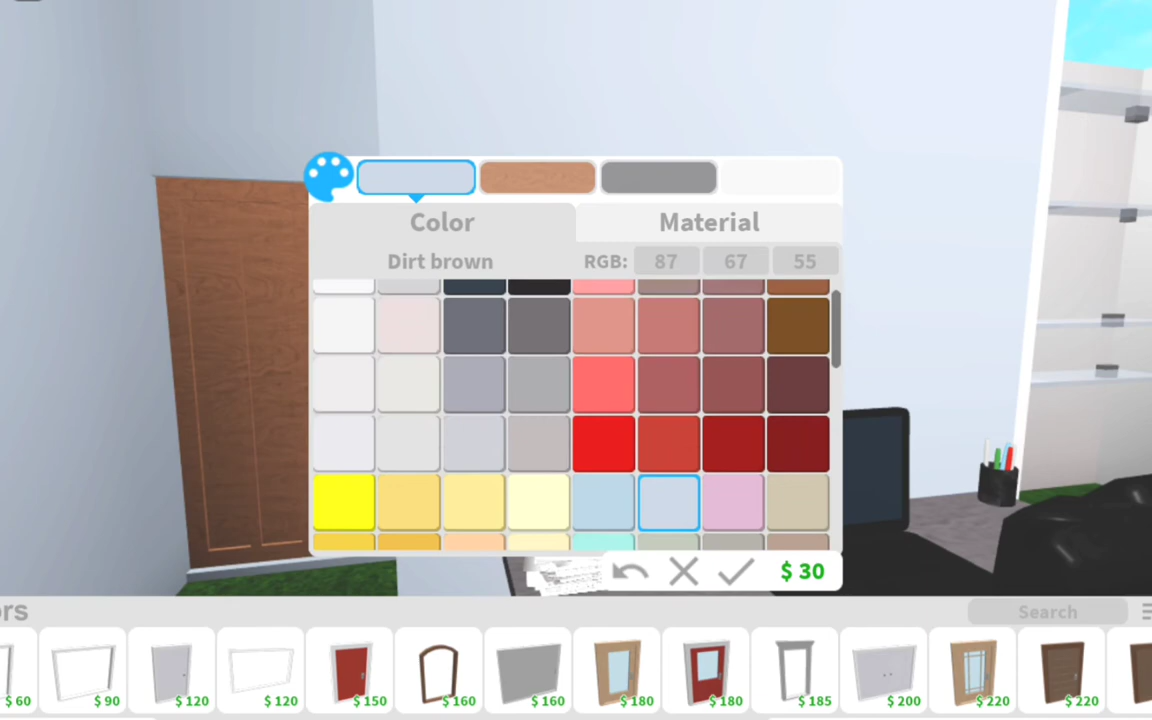 Color
Material
Dirt brown
RGB: 87 67 55
$ 30
ors
Search
$ 60
$ 90
$ 120
$ 120
$ 150
$ 160
$ 160
$ 180
$ 180
$ 185
$ 200
$ 220
$ 220